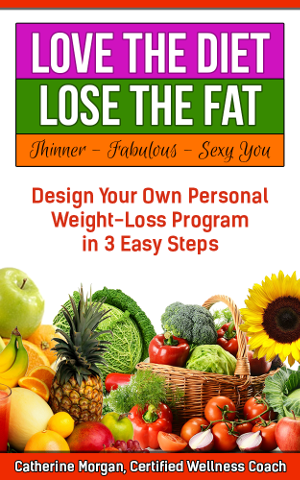 LOVE THE DIET
LOSE THE FAT
Thinner - Fabulous - Sexy You
Design Your Own Personal
Weight-Loss Program
in 3 Easy Steps
Catherine Morgan, Certified Wellness Coach